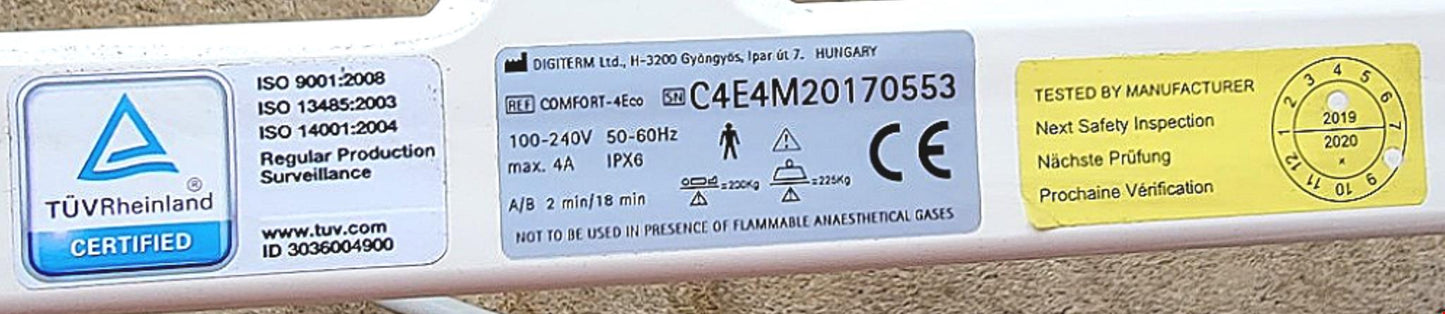 TÜVRheinland®
CERTIFIED
ISO 9001:2008
ISO 13485:2003
ISO 14001:2004
Regular Production
Surveillance
www.tuv.com
ID 3036004900
DIGITERM Ltd., H-3200 Gyöngyös, Ipar út 7. HUNGARY
REF COMFORT-4Eco SN C4E4M20170553
100-240V 50-60Hz
max. 4A IPX6
=200Kg =225Kg
A/B 2 min/18 min
CE
NOT TO BE USED IN PRESENCE OF FLAMMABLE ANAESTHETICAL GASES
TESTED BY MANUFACTURER
Next Safety Inspection
Nächste Prüfung
Prochaine Vérification
1 2 3 4 5 6 7 9 10 11 12
2019
2020
x